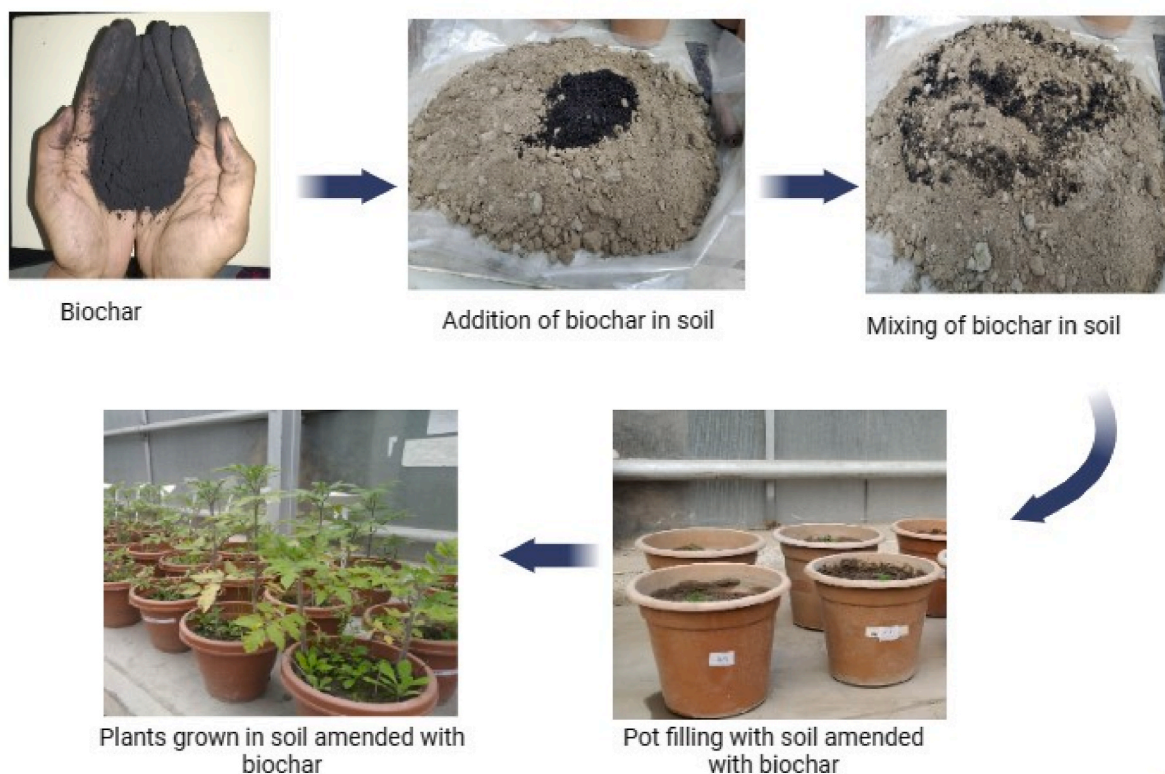 Biochar
Addition of biochar in soil
Mixing of biochar in soil
Plants grown in soil amended with
biochar
Pot filling with soil amended
with biochar